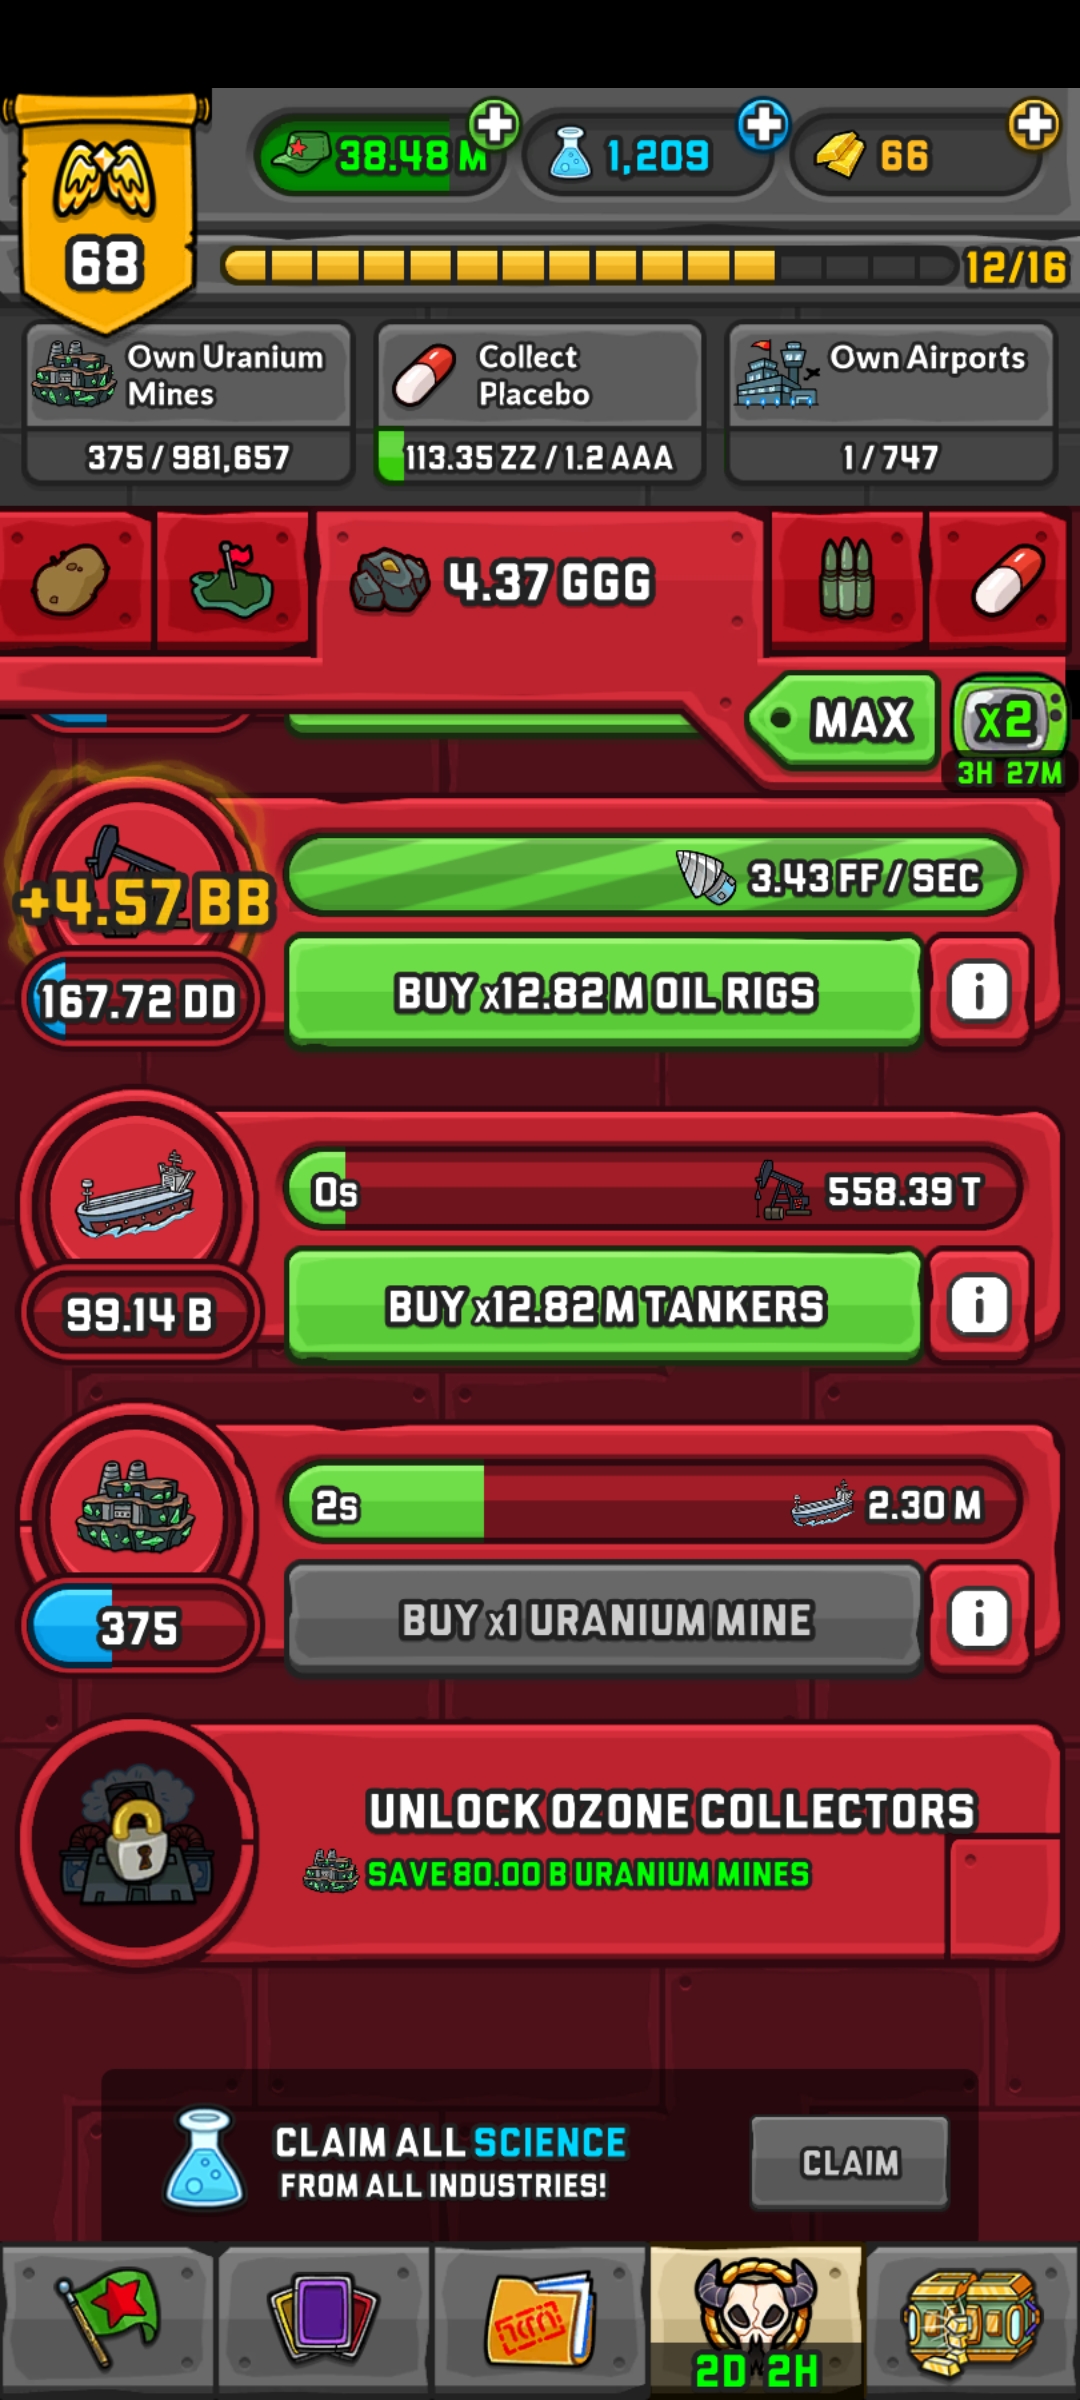 38.48 M
1,209
66
68
12/16
Own Uranium
Mines
375 / 981,657
Collect
Placebo
113.35 ZZ / 1.2 AAA
Own Airports
1 / 747
4.37 GGG
MAX
x2
3H 27M
+4.57 BB
3.43 FF / SEC
167.72 DD
BUY x12.82 M OIL RIGS
i
0s
558.39 T
99.14 B
BUY x12.82 M TANKERS
i
2s
2.30 M
375
BUY x1 URANIUM MINE
i
UNLOCK OZONE COLLECTORS
SAVE 80.00 B URANIUM MINES
CLAIM ALL SCIENCE
FROM ALL INDUSTRIES!
CLAIM
2D 2H